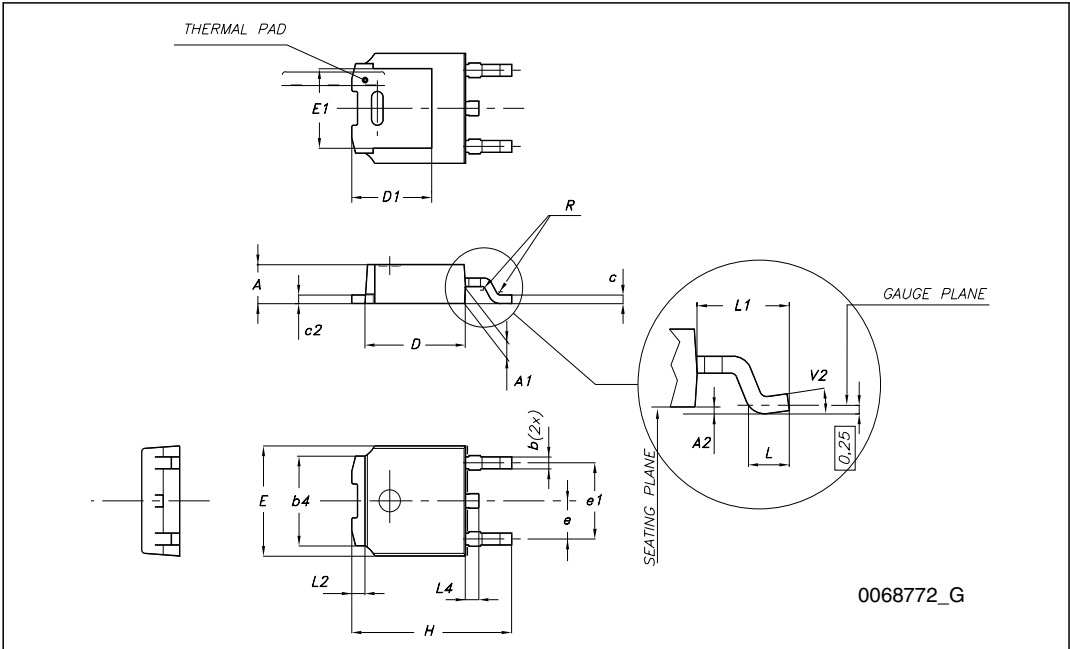 THERMAL PAD
E1
D1
R
A
c
c2
D
A1
GAUGE PLANE
L1
V2
A2
L
0,25
SEATING PLANE
b(2x)
E
b4
e
e1
L2
L4
H
0068772_G